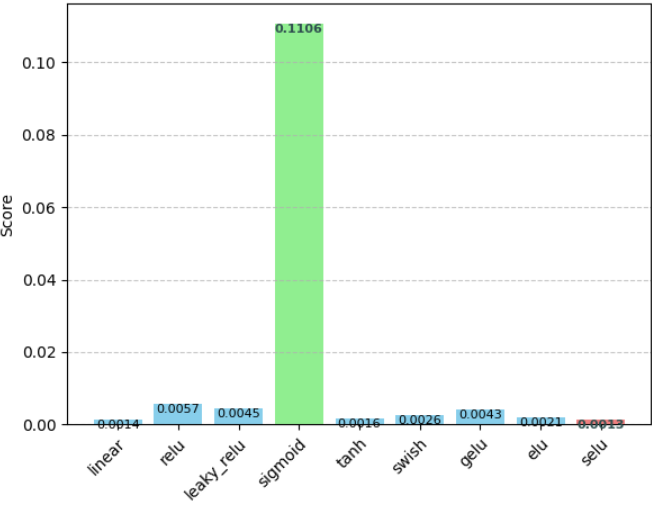 Score
0.10
0.08
0.06
0.04
0.02
0.00
0.0014
0.0057
0.0045
0.1106
0.0016
0.0026
0.0043
0.0021
0.0013
linear
relu
leaky_relu
sigmoid
tanh
swish
gelu
elu
selu